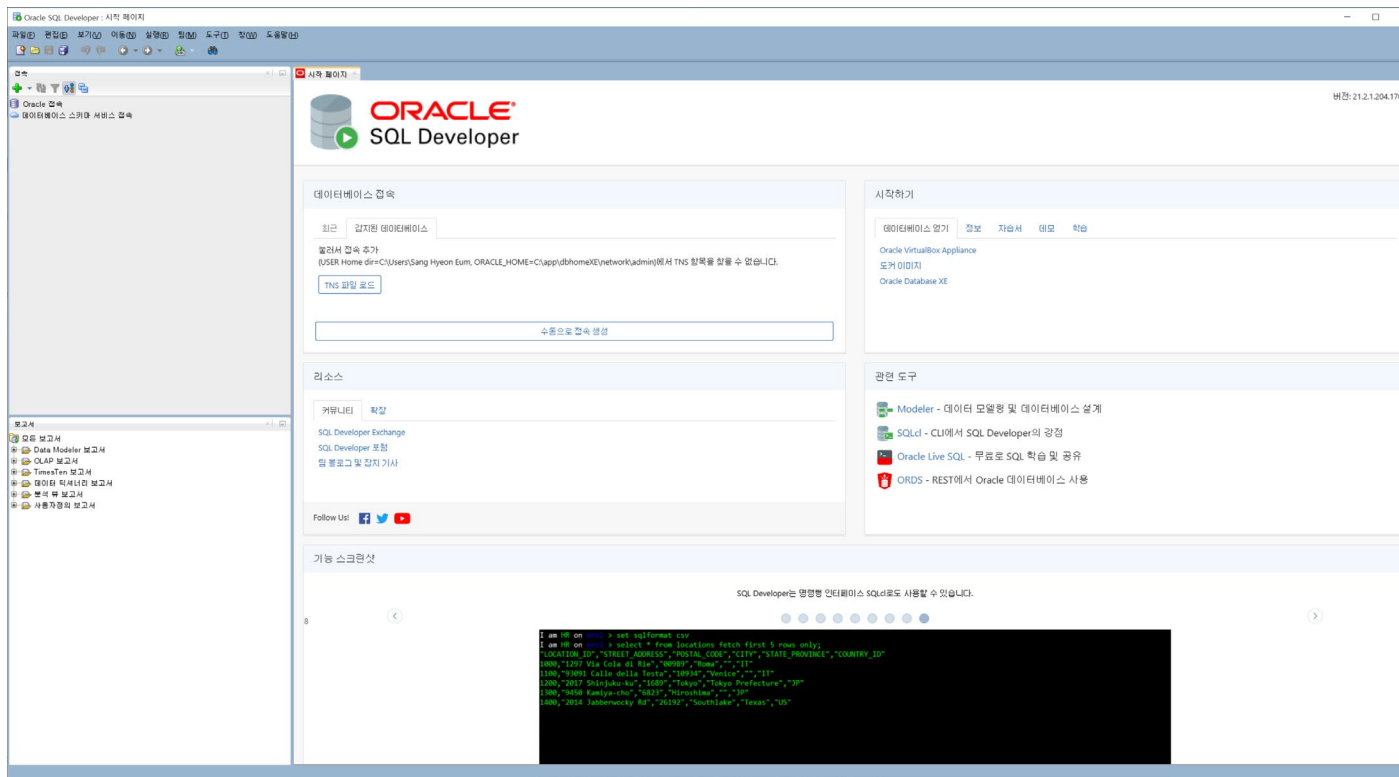 Oracle SQL Developer : 시작 페이지
파일(F) 편집(E) 보기(V) 이동(N) 실행(R) 팀(M) 도구(T) 창(W) 도움말(H)
접속
Oracle 접속
데이터베이스 스키마 서비스 접속
보고서
모든 보고서
Data Modeler 보고서
OLAP 보고서
TimesTen 보고서
데이터 딕셔너리 보고서
분석 뷰 보고서
사용자정의 보고서
시작 페이지
ORACLE
SQL Developer
버전: 21.2.1.204.170
데이터베이스 접속
최근 감지된 데이터베이스
눌러서 접속 추가
(USER Home dir=C:\Users\Sang Hyeon Eum, ORACLE_HOME=C:\app\dbhomeXE\network\admin)에서 TNS 항목을 찾을 수 없습니다.
TNS 파일 로드
수동으로 접속 생성
시작하기
데이터베이스 열기 정보 자습서 데모 학습
Oracle VirtualBox Appliance
도커 이미지
Oracle Database XE
리소스
커뮤니티 확장
SQL Developer Exchange
SQL Developer 포럼
팀 블로그 및 잡지 기사
Follow Us!
관련 도구
Modeler - 데이터 모델링 및 데이터베이스 설계
SQLcl - CLI에서 SQL Developer의 강점
Oracle Live SQL - 무료로 SQL 학습 및 공유
ORDS - REST에서 Oracle 데이터베이스 사용
기능 스크린샷
SQL Developer는 명령행 인터페이스 SQLcl로도 사용할 수 있습니다.
8
I am HR on orcl > set sqlformat csv
I am HR on orcl > select * from locations fetch first 5 rows only;
"LOCATION_ID","STREET_ADDRESS","POSTAL_CODE","CITY","STATE_PROVINCE","COUNTRY_ID"
1000,"1297 Via Cola di Rie","00989","Roma","","IT"
1100,"93091 Calle della Testa","10934","Venice","","IT"
1200,"2017 Shinjuku-ku","1689","Tokyo","Tokyo Prefecture","JP"
1300,"9450 Kamiya-cho","6823","Hiroshima","","JP"
1400,"2014 Jabberwocky Rd","26192","Southlake","Texas","US"